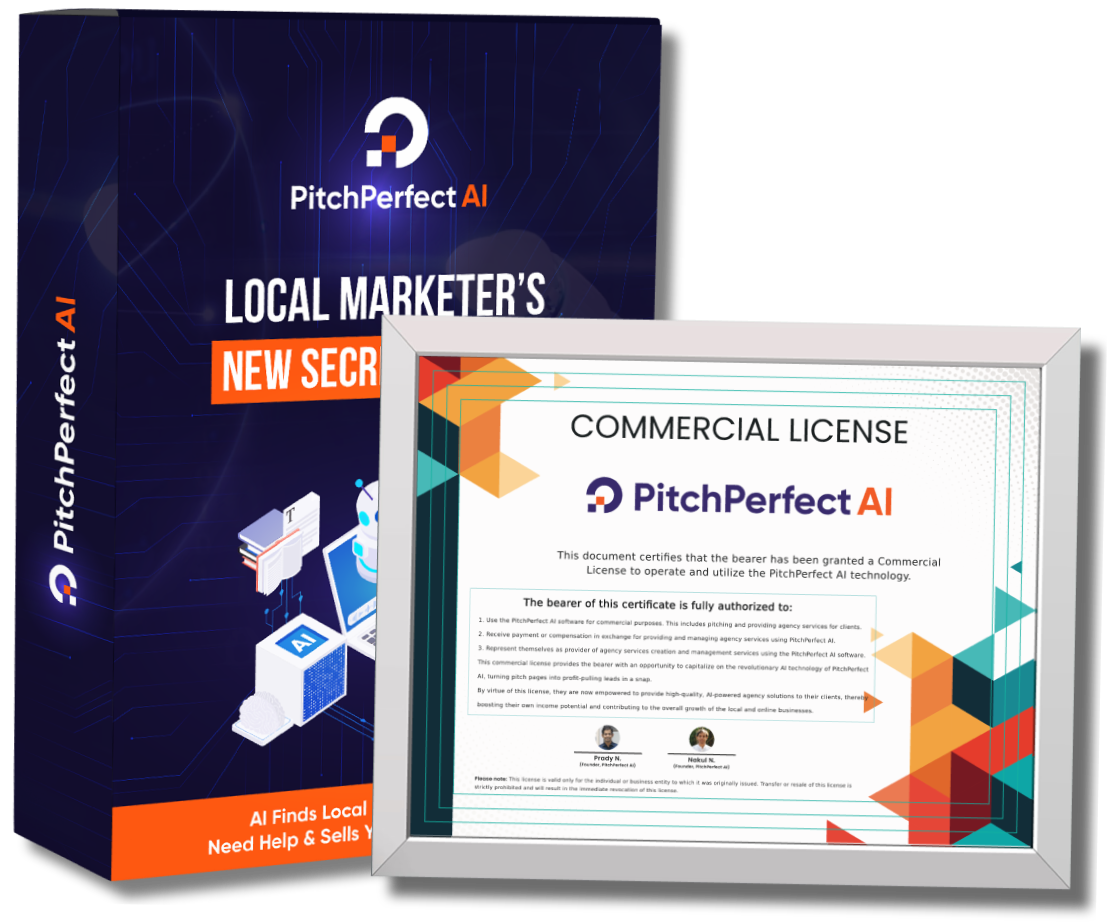 PitchPerfect AI
PitchPerfect AI
LOCAL MARKETER'S
NEW SECR
T
AI
AI Finds Local
Need Help & Sells Y
COMMERCIAL LICENSE
PitchPerfect AI
This document certifies that the bearer has been granted a Commercial
License to operate and utilize the PitchPerfect AI technology.
The bearer of this certificate is fully authorized to:
1. Use the PitchPerfect AI software for commercial purposes. This includes pitching and providing agency services for clients.
2. Receive payment or compensation in exchange for providing and managing agency services using PitchPerfect AI.
3. Represent themselves as provider of agency services creation and management services using the PitchPerfect AI software.
This commercial license provides the bearer with an opportunity to capitalize on the revolutionary AI technology of PitchPerfect
AI, turning pitch pages into profit-pulling leads in a snap.
By virtue of this license, they are now empowered to provide high-quality, AI-powered agency solutions to their clients, thereby
boosting their own income potential and contributing to the overall growth of the local and online businesses.
Prady N.
(Founder, PitchPerfect AI)
Nakul N.
(Founder, PitchPerfect AI)
Please note: This license is valid only for the individual or business entity to which it was originally issued. Transfer or resale of this license is
strictly prohibited and will result in the immediate revocation of this license.